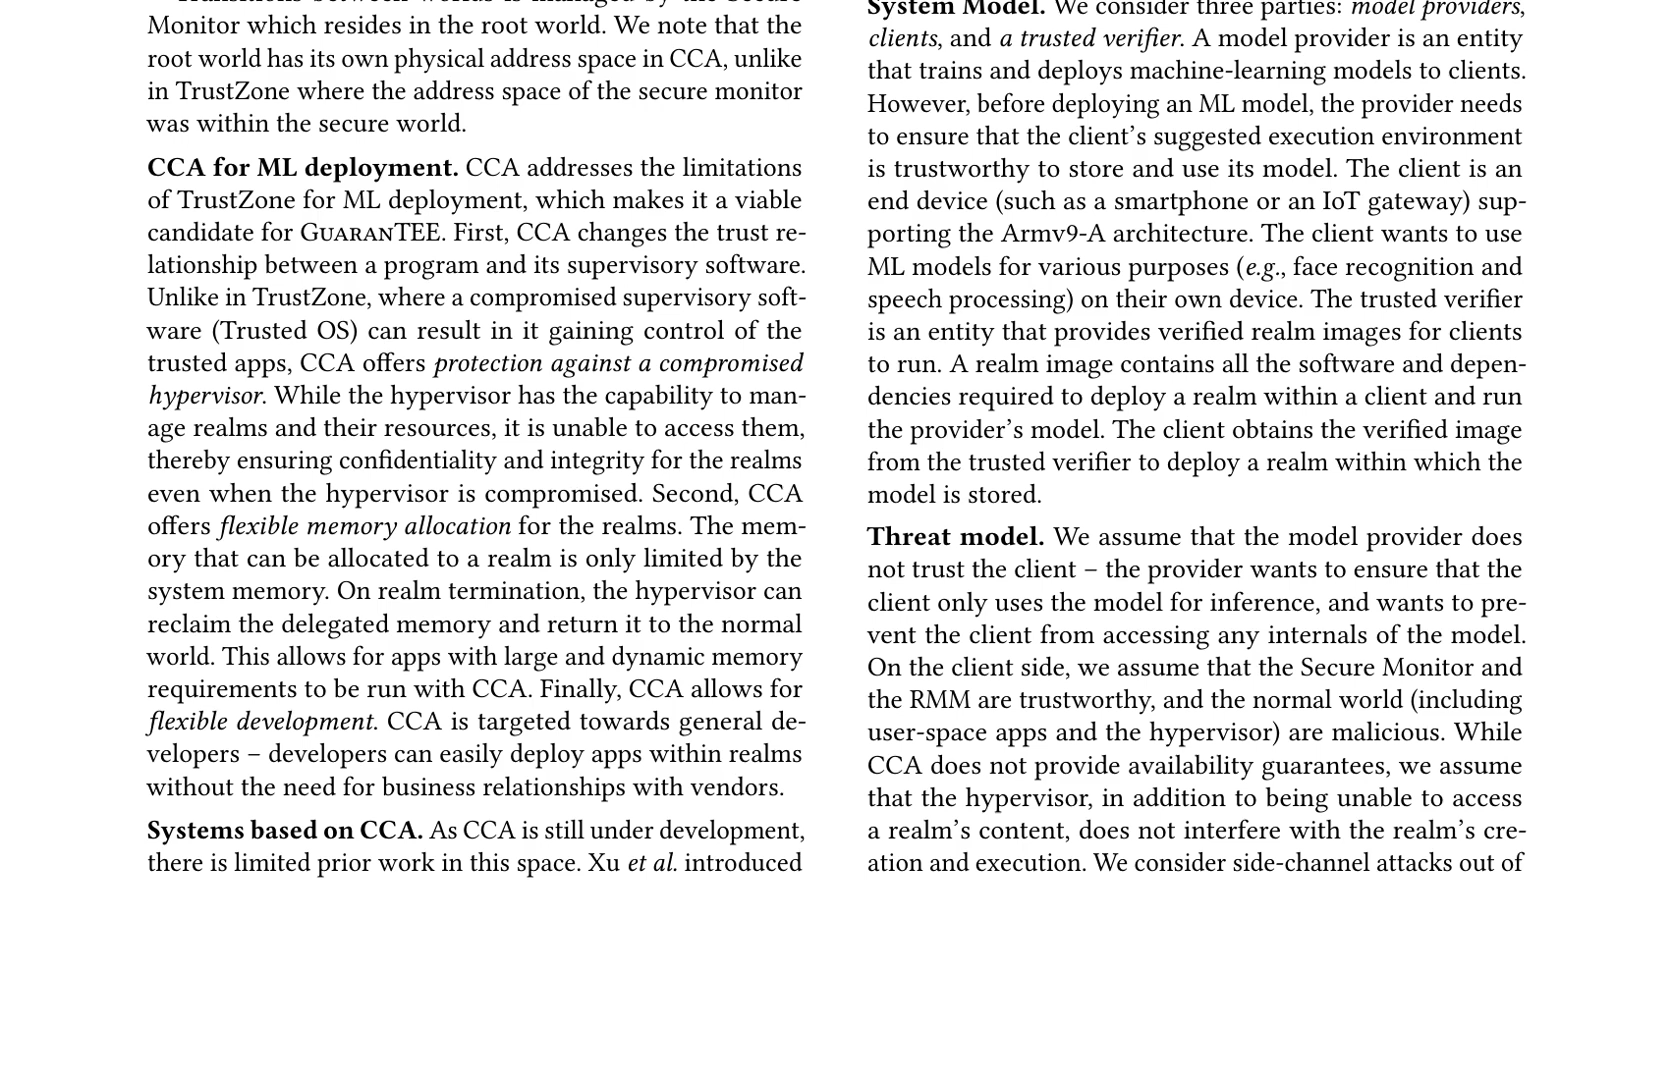 Transitions between worlds is managed by the Secure
Monitor which resides in the root world. We note that the
root world has its own physical address space in CCA, unlike
in TrustZone where the address space of the secure monitor
was within the secure world.
CCA for ML deployment. CCA addresses the limitations
of TrustZone for ML deployment, which makes it a viable
candidate for GuaranTEE. First, CCA changes the trust re-
lationship between a program and its supervisory software.
Unlike in TrustZone, where a compromised supervisory soft-
ware (Trusted OS) can result in it gaining control of the
trusted apps, CCA offers protection against a compromised
hypervisor. While the hypervisor has the capability to man-
age realms and their resources, it is unable to access them,
thereby ensuring confidentiality and integrity for the realms
even when the hypervisor is compromised. Second, CCA
offers flexible memory allocation for the realms. The mem-
ory that can be allocated to a realm is only limited by the
system memory. On realm termination, the hypervisor can
reclaim the delegated memory and return it to the normal
world. This allows for apps with large and dynamic memory
requirements to be run with CCA. Finally, CCA allows for
flexible development. CCA is targeted towards general de-
velopers – developers can easily deploy apps within realms
without the need for business relationships with vendors.
Systems based on CCA. As CCA is still under development,
there is limited prior work in this space. Xu et al. introduced
System Model. We consider three parties: model providers,
clients, and a trusted verifier. A model provider is an entity
that trains and deploys machine-learning models to clients.
However, before deploying an ML model, the provider needs
to ensure that the client's suggested execution environment
is trustworthy to store and use its model. The client is an
end device (such as a smartphone or an IoT gateway) sup-
porting the Armv9-A architecture. The client wants to use
ML models for various purposes (e.g., face recognition and
speech processing) on their own device. The trusted verifier
is an entity that provides verified realm images for clients
to run. A realm image contains all the software and depen-
dencies required to deploy a realm within a client and run
the provider's model. The client obtains the verified image
from the trusted verifier to deploy a realm within which the
model is stored.
Threat model. We assume that the model provider does
not trust the client – the provider wants to ensure that the
client only uses the model for inference, and wants to pre-
vent the client from accessing any internals of the model.
On the client side, we assume that the Secure Monitor and
the RMM are trustworthy, and the normal world (including
user-space apps and the hypervisor) are malicious. While
CCA does not provide availability guarantees, we assume
that the hypervisor, in addition to being unable to access
a realm's content, does not interfere with the realm's cre-
ation and execution. We consider side-channel attacks out of